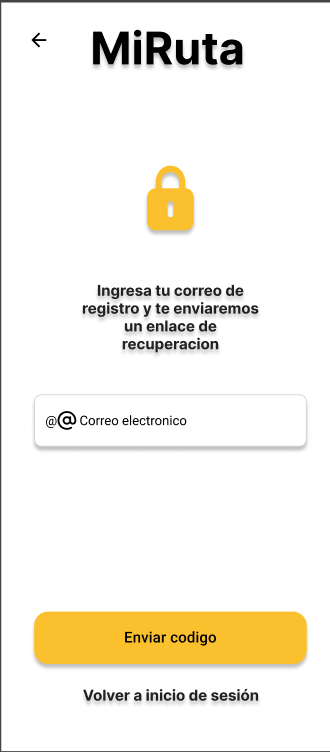 MiRuta
Ingresa tu correo de
registro y te enviaremos
un enlace de
recuperacion
@@ Correo electronico
Enviar codigo
Volver a inicio de sesión